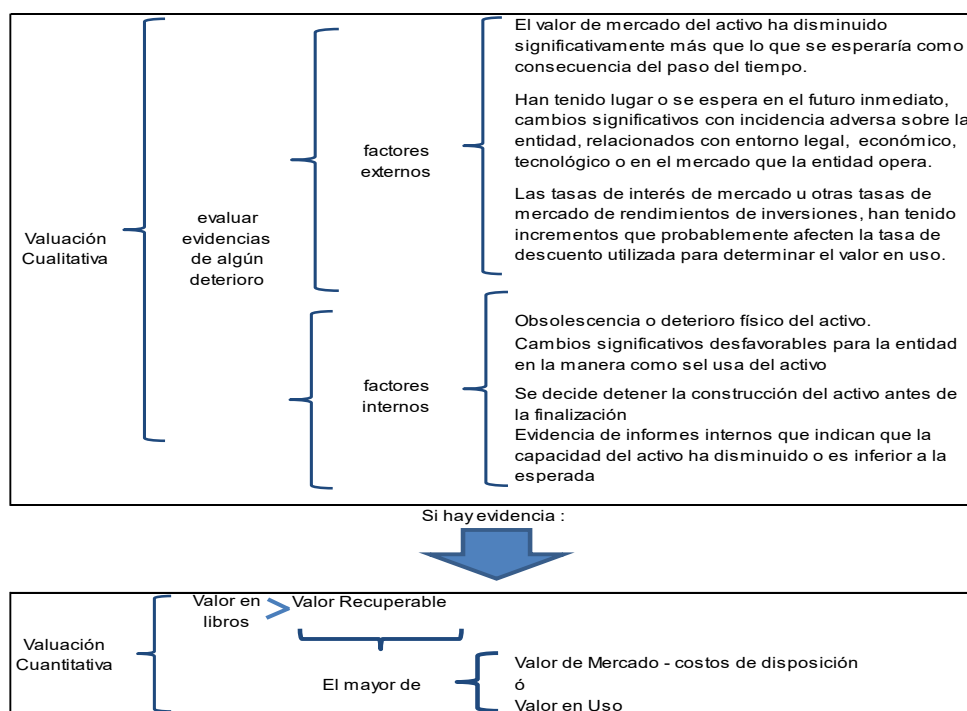 Valuación
Cualitativa
evaluar
evidencias
de algún
deterioro
factores
externos
El valor de mercado del activo ha disminuido
significativamente más que lo que se esperaría como
consecuencia del paso del tiempo.
Han tenido lugar o se espera en el futuro inmediato,
cambios significativos con incidencia adversa sobre la
entidad, relacionados con entorno legal, económico,
tecnológico o en el mercado que la entidad opera.
Las tasas de interés de mercado u otras tasas de
mercado de rendimientos de inversiones, han tenido
incrementos que probablemente afecten la tasa de
descuento utilizada para determinar el valor en uso.
factores
internos
Obsolescencia o deterioro físico del activo.
Cambios significativos desfavorables para la entidad
en la manera como sel usa del activo
Se decide detener la construcción del activo antes de
la finalización
Evidencia de informes internos que indican que la
capacidad del activo ha disminuido o es inferior a la
esperada
Si hay evidencia :
Valuación
Cuantitativa
Valor en
libros
> Valor Recuperable
El mayor de
Valor de Mercado - costos de disposición
ó
Valor en Uso